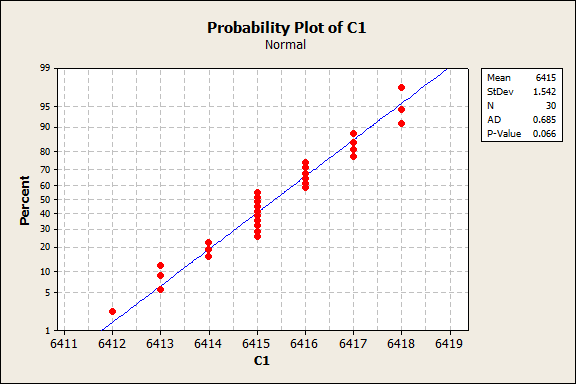 Probability Plot of C1
Normal
99
95
90
80
70
60
50
40
30
20
10
5
1
Percent
6411 6412 6413 6414 6415 6416 6417 6418 6419
C1
Mean 6415
StDev 1.542
N 30
AD 0.685
P-Value 0.066